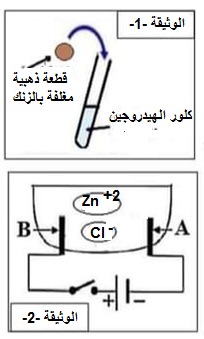 الوثيقة -1-
قطعة ذهبية
مغلفة بالزنك
كلور الهيدروجين
Zn +2
Cl -
B
A
+
-
الوثيقة -2-